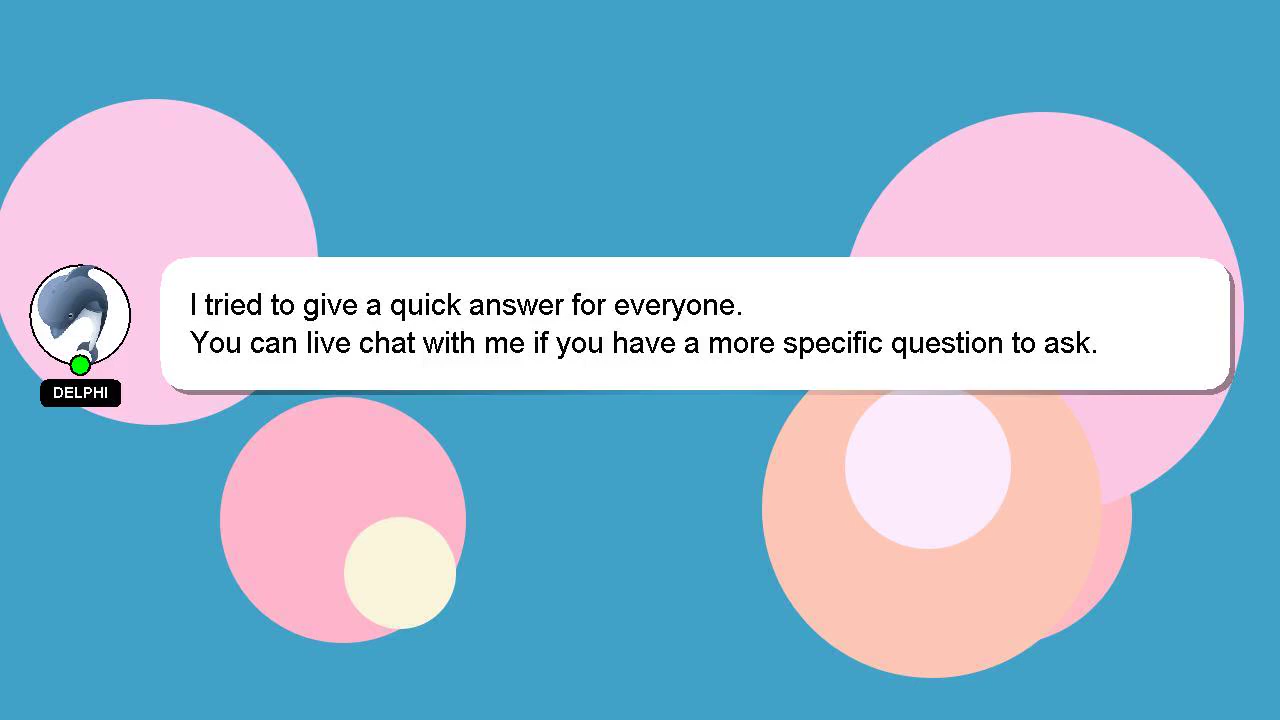 I tried to give a quick answer for everyone.
You can live chat with me if you have a more specific question to ask.
DELPHI